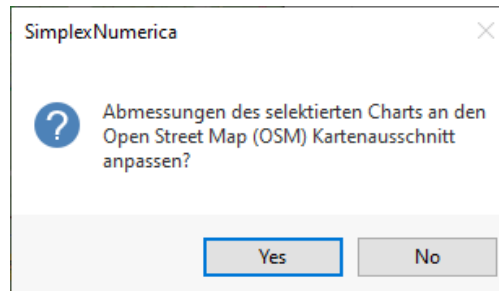 SimplexNumerica
Abmessungen des selektierten Charts an den
Open Street Map (OSM) Kartenausschnitt
anpassen?
Yes
No